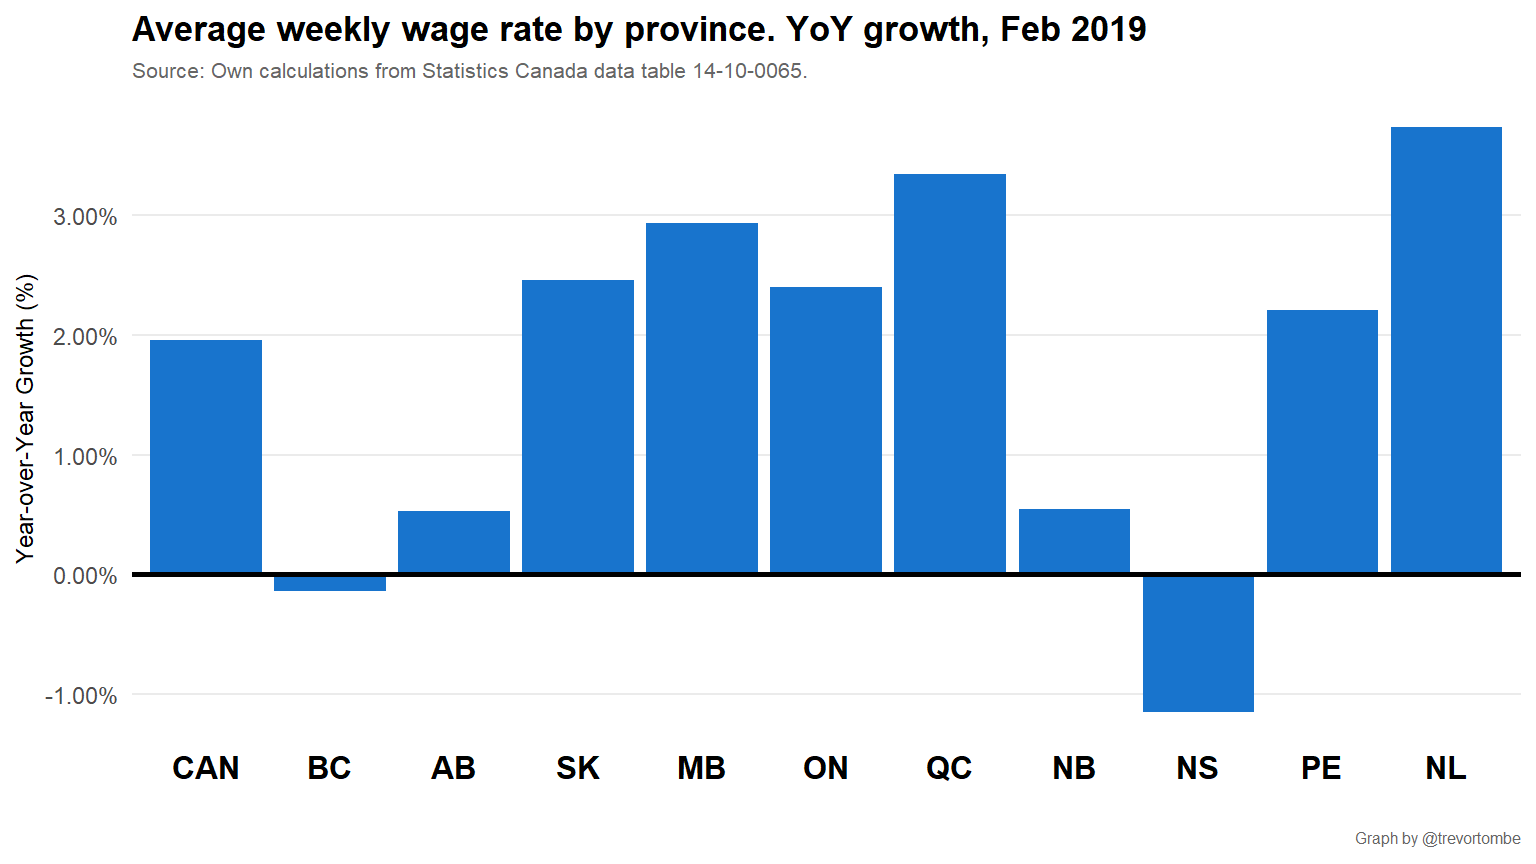 Average weekly wage rate by province. YoY growth, Feb 2019
Source: Own calculations from Statistics Canada data table 14-10-0065.
Year-over-Year Growth (%)
3.00%
2.00%
1.00%
0.00%
-1.00%
CAN BC AB SK MB ON QC NB NS PE NL
Graph by @trevortombe